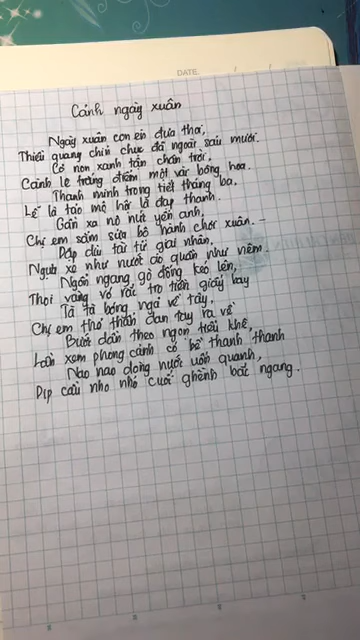 DATE. / /
Cảnh ngày xuân
Ngày xuân con én đưa thoi,
Thiều quang chín chục đã ngoài sáu mươi.
Cỏ non xanh tận chân trời,
Cành lê trắng điểm một vài bông hoa.
Thanh minh trong tiết tháng ba,
Lễ là tảo mộ hội là đạp thanh.
Gần xa nô nức yến anh,
Chị em sắm sửa bộ hành chơi xuân.
Dập dìu tài tử giai nhân,
Ngựa xe như nước áo quần như nêm.
Ngổn ngang gò đống kéo lên,
Thoi vàng vó rắc tro tiền giấy bay
Tà tà bóng ngả về tây,
Chị em thơ thẩn dan tay ra về
Bước dần theo ngọn tiểu khê,
Lần xem phong cảnh có bề thanh thanh
Nao nao dòng nước uốn quanh,
Dịp cầu nho nhỏ cuối ghềnh bắc ngang.